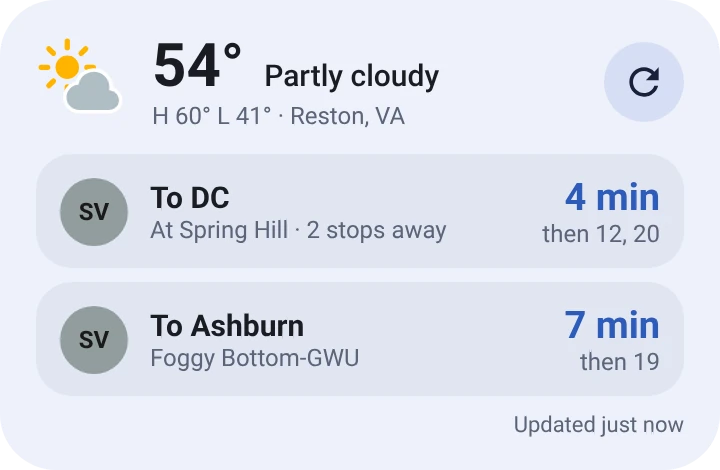 54° Partly cloudy
H 60° L 41° · Reston, VA
SV
To DC
At Spring Hill · 2 stops away
4 min
then 12, 20
SV
To Ashburn
Foggy Bottom-GWU
7 min
then 19
Updated just now